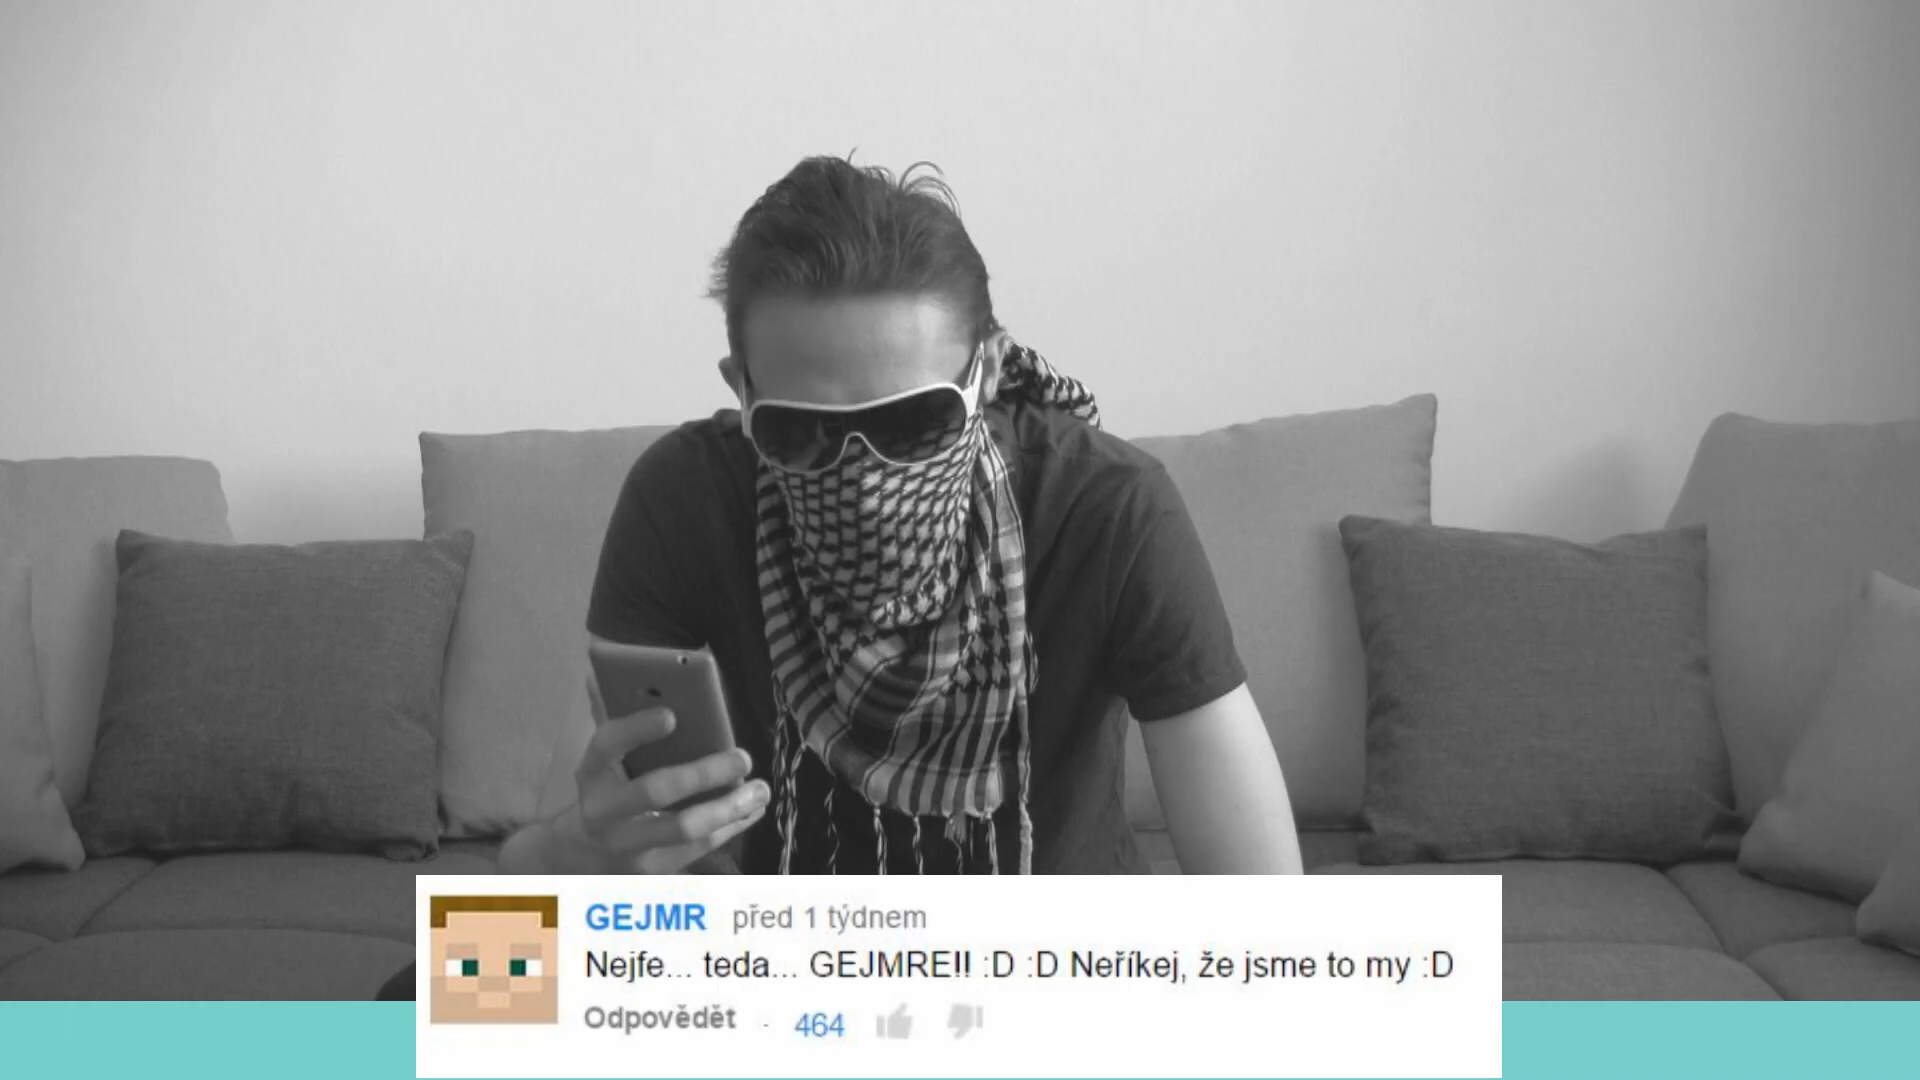 GEJMR před 1 týdnem
Nejfe... teda... GEJMRE!! :D :D Neříkej, že jsme to my :D
Odpovědět · 464